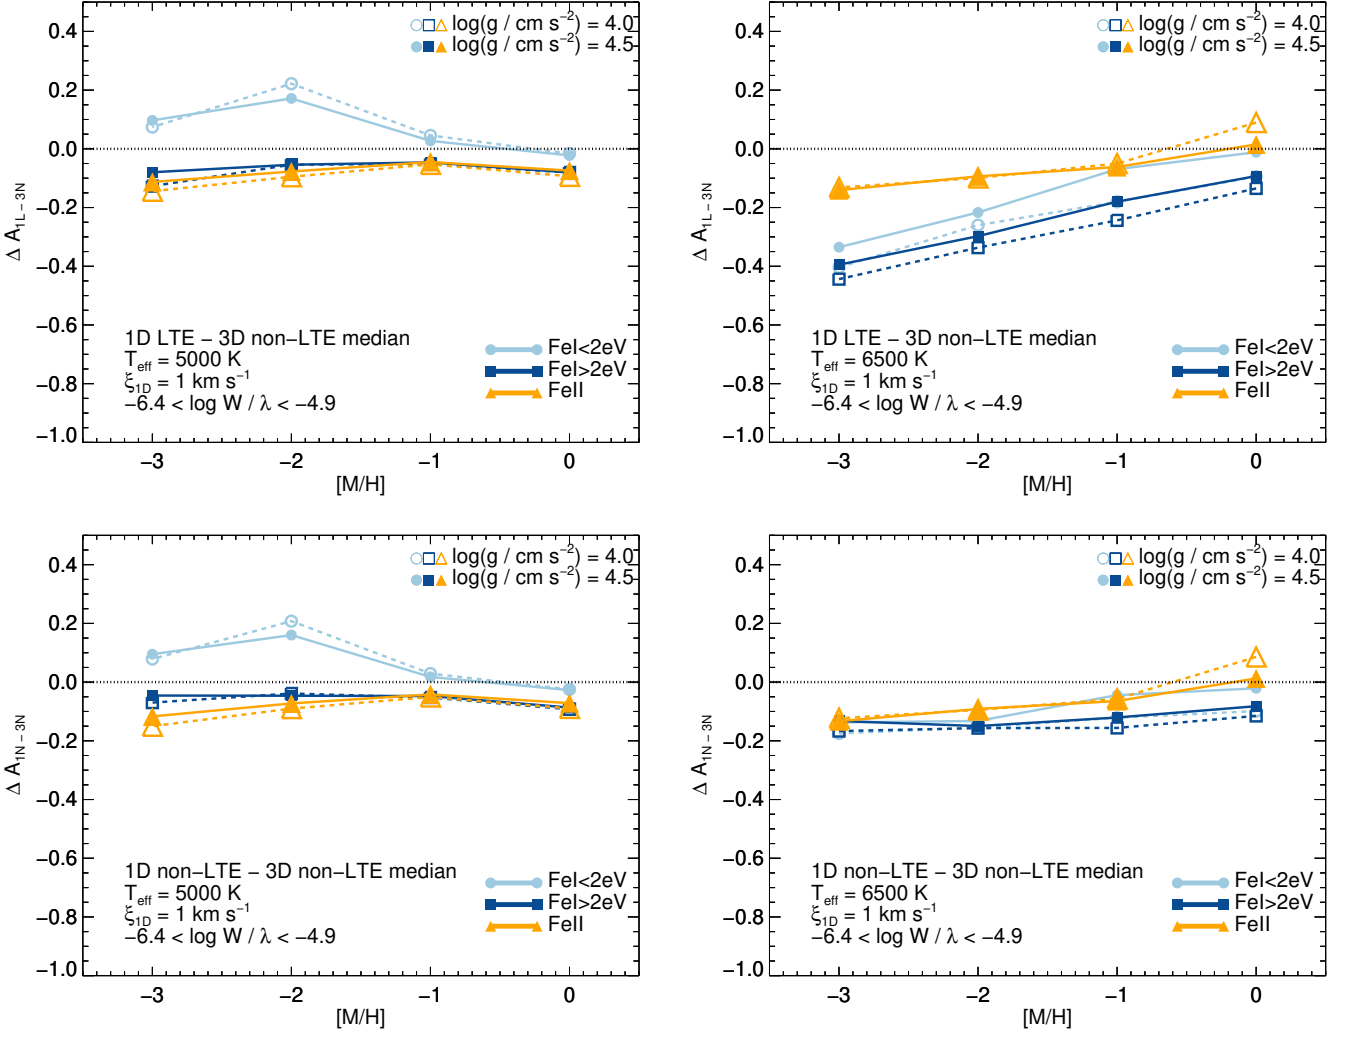 log(g / cm s⁻²) = 4.0
log(g / cm s⁻²) = 4.5
0.4
0.2
0.0
−0.2
−0.4
−0.6
−0.8
−1.0
Δ A1L−3N
1D LTE − 3D non−LTE median
Teff = 5000 K
ξ1D = 1 km s⁻¹
−6.4 < log W / λ < −4.9
FeI<2eV
FeI>2eV
FeII
−3 −2 −1 0
[M/H]
log(g / cm s⁻²) = 4.0
log(g / cm s⁻²) = 4.5
0.4
0.2
0.0
−0.2
−0.4
−0.6
−0.8
−1.0
Δ A1L−3N
1D LTE − 3D non−LTE median
Teff = 6500 K
ξ1D = 1 km s⁻¹
−6.4 < log W / λ < −4.9
FeI<2eV
FeI>2eV
FeII
−3 −2 −1 0
[M/H]
log(g / cm s⁻²) = 4.0
log(g / cm s⁻²) = 4.5
0.4
0.2
0.0
−0.2
−0.4
−0.6
−0.8
−1.0
Δ A1N−3N
1D non−LTE − 3D non−LTE median
Teff = 5000 K
ξ1D = 1 km s⁻¹
−6.4 < log W / λ < −4.9
FeI<2eV
FeI>2eV
FeII
−3 −2 −1 0
[M/H]
log(g / cm s⁻²) = 4.0
log(g / cm s⁻²) = 4.5
0.4
0.2
0.0
−0.2
−0.4
−0.6
−0.8
−1.0
Δ A1N−3N
1D non−LTE − 3D non−LTE median
Teff = 6500 K
ξ1D = 1 km s⁻¹
−6.4 < log W / λ < −4.9
FeI<2eV
FeI>2eV
FeII
−3 −2 −1 0
[M/H]